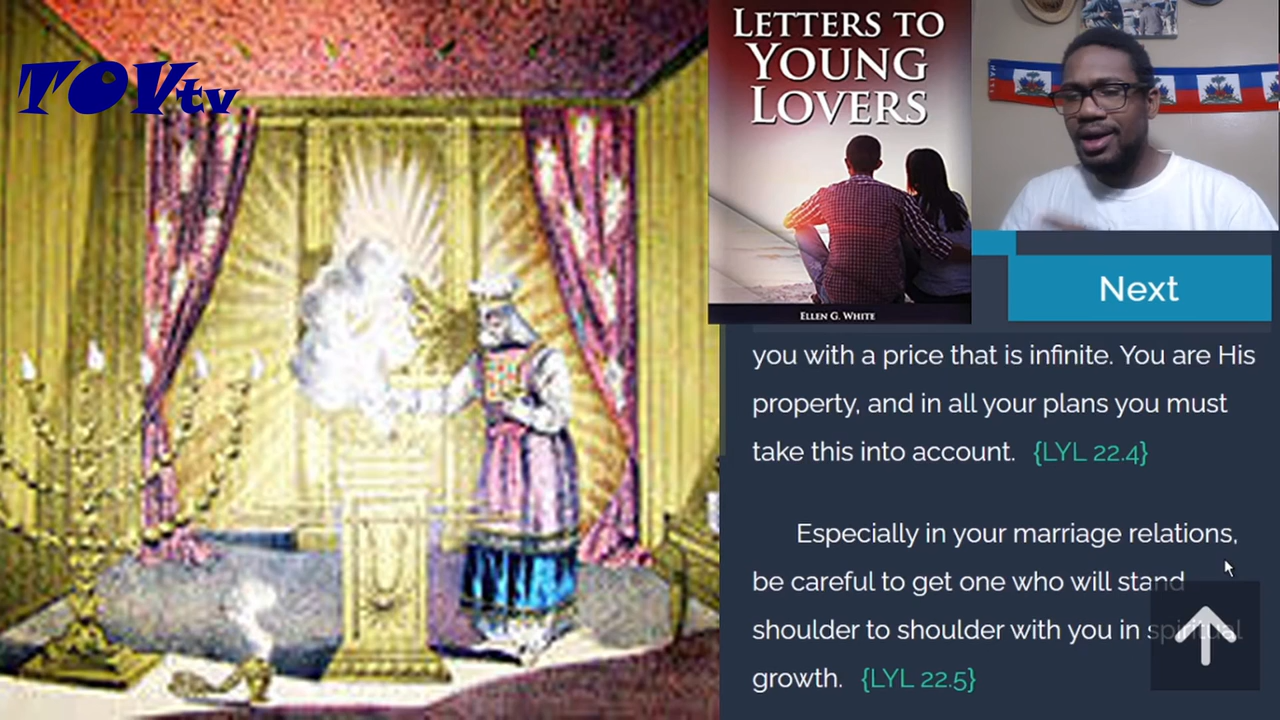 TOVtv
LETTERS TO
YOUNG
LOVERS
ELLEN G. WHITE
Next
you with a price that is infinite. You are His
property, and in all your plans you must
take this into account. {LYL 22.4}
Especially in your marriage relations,
be careful to get one who will stand
shoulder to shoulder with you in spiritual
growth. {LYL 22.5}